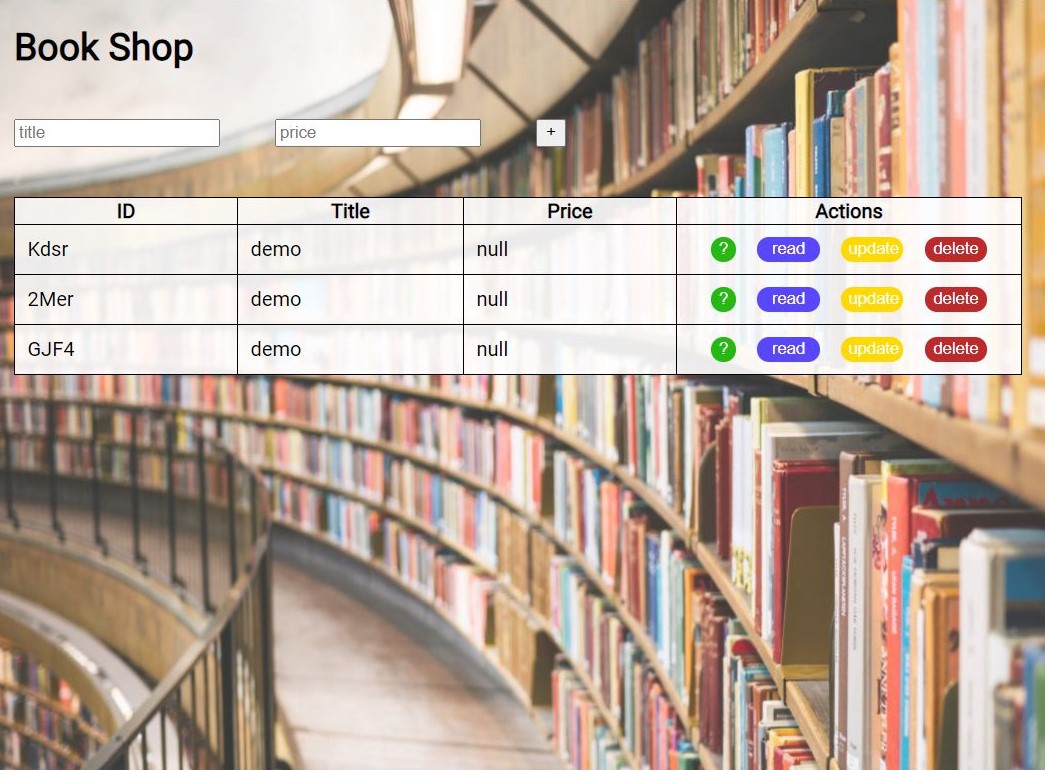 Book Shop
title price +
ID Title Price Actions
Kdsr demo null ? read update delete
2Mer demo null ? read update delete
GJF4 demo null ? read update delete